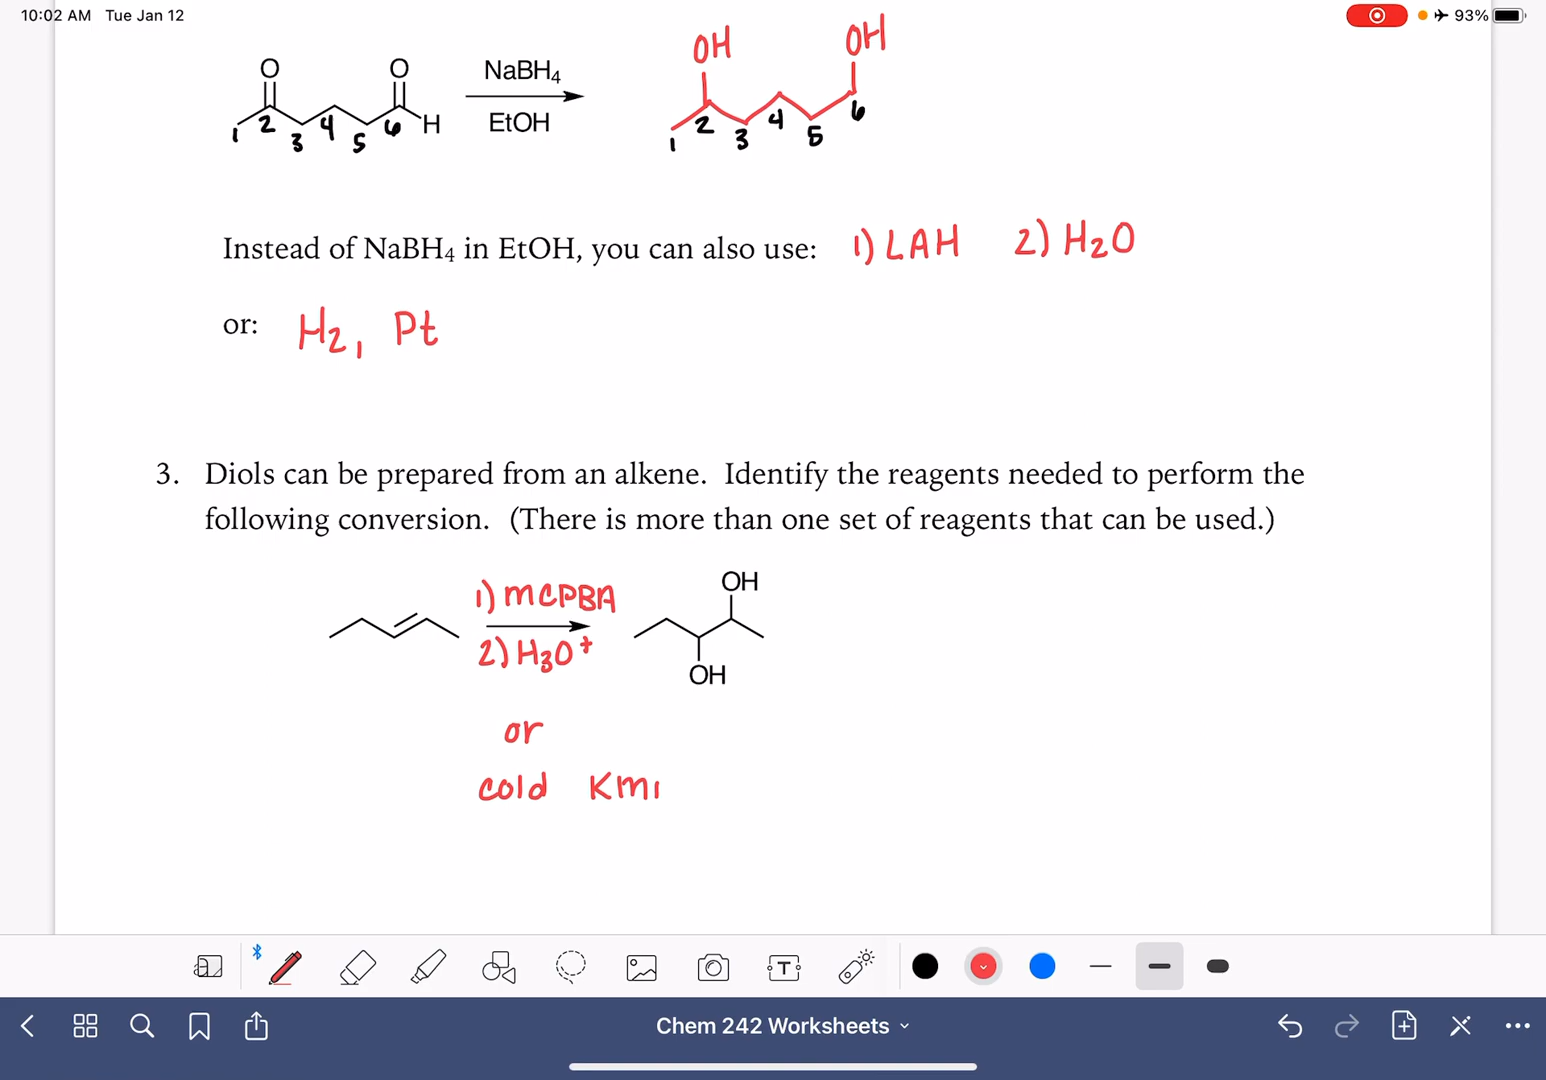 10:02 AM Tue Jan 12
93%
OH OH
O O NaBH4
H EtOH
1 2 3 4 5 6
1 2 3 4 5 6
Instead of NaBH4 in EtOH, you can also use: 1) LAH 2) H2O
or: H2, Pt
3. Diols can be prepared from an alkene. Identify the reagents needed to perform the
following conversion. (There is more than one set of reagents that can be used.)
OH
1) mCPBA
2) H3O+
OH
or
cold KMı
T
Chem 242 Worksheets